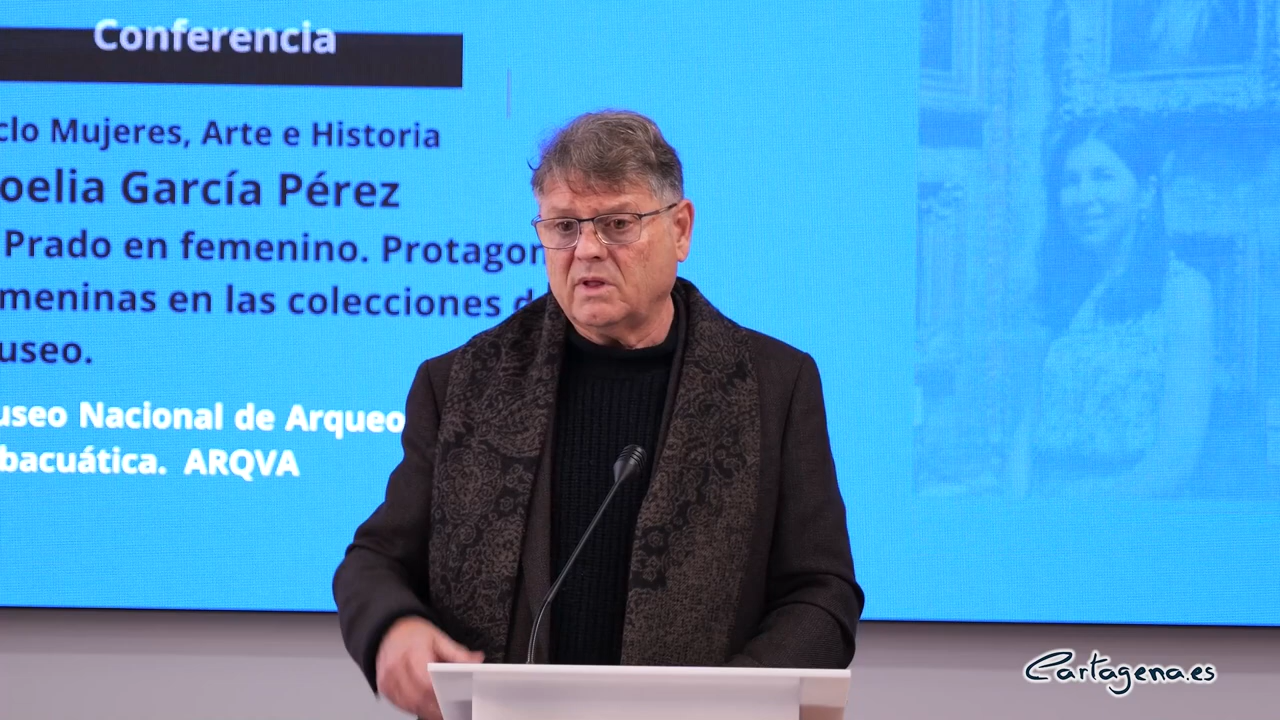 Conferencia
clo Mujeres, Arte e Historia
oelia García Pérez
Prado en femenino. Protagon
meninas en las colecciones d
useo.
useo Nacional de Arqueo
bacuática. ARQVA
Cartagena.es